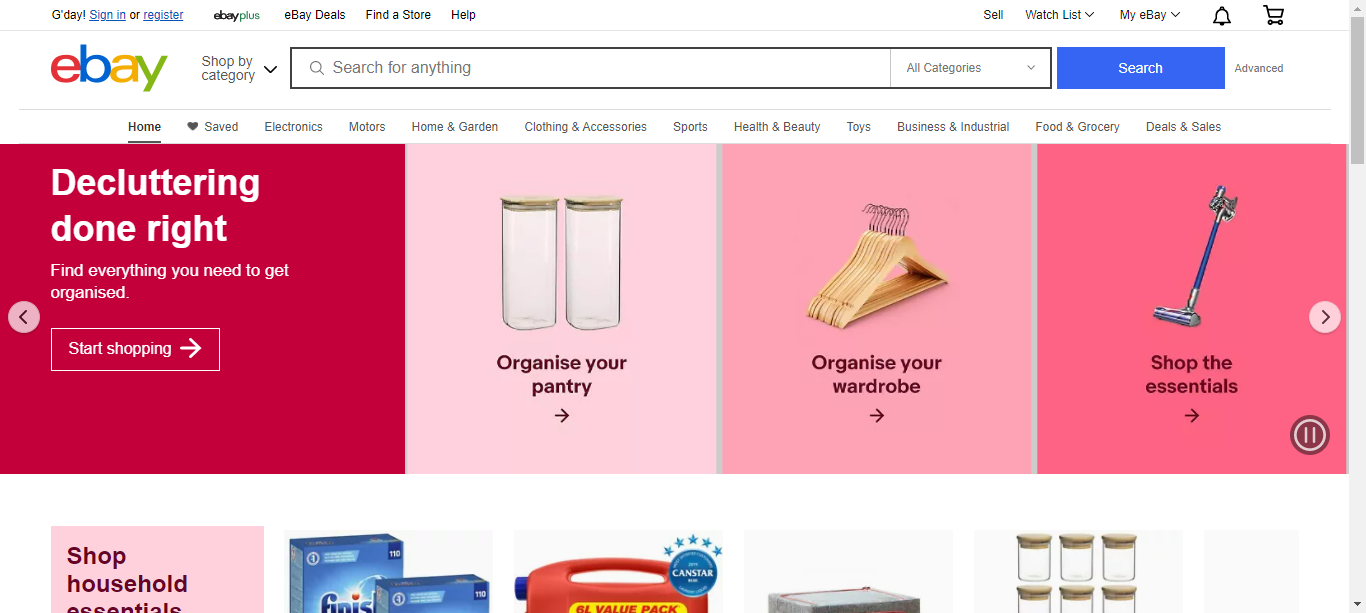 G'day! Sign in or register
ebayplus
eBay Deals
Find a Store
Help
Sell
Watch List
My eBay
ebay
Shop by
category
Search for anything
All Categories
Search
Advanced
Home
Saved
Electronics
Motors
Home & Garden
Clothing & Accessories
Sports
Health & Beauty
Toys
Business & Industrial
Food & Grocery
Deals & Sales
Decluttering
done right
Find everything you need to get
organised.
Start shopping
Organise your
pantry
Organise your
wardrobe
Shop the
essentials
Shop
household
essentials
110
110
finish
CANSTAR
6L VALUE PACK